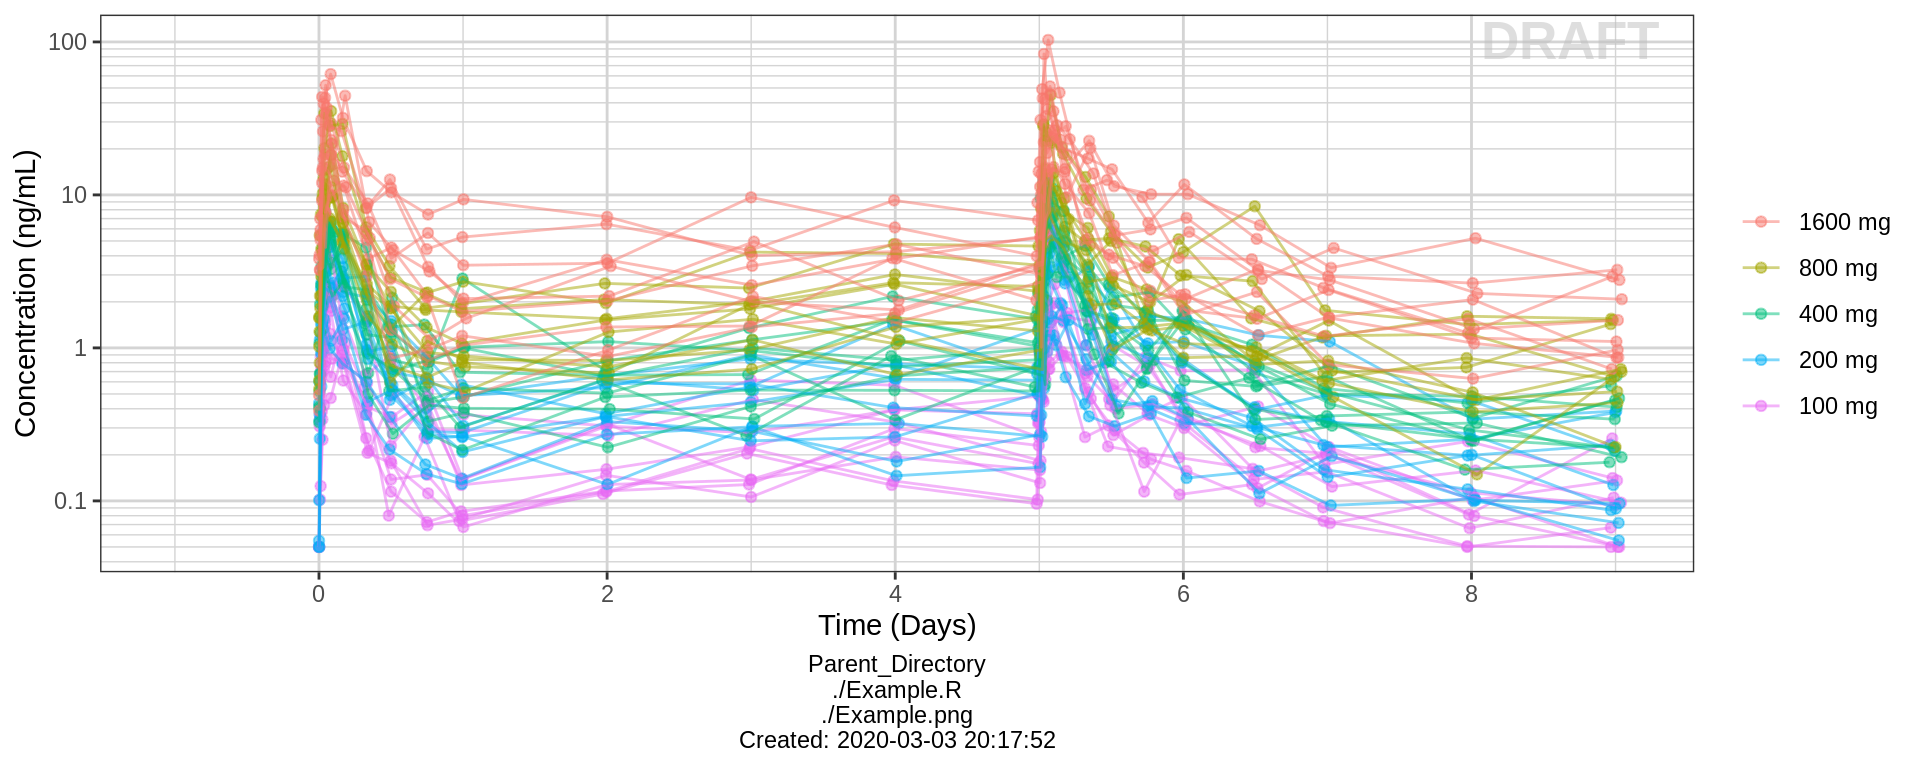 DRAFT
100
10
1
0.1
Concentration (ng/mL)
0
2
4
6
8
Time (Days)
1600 mg
800 mg
400 mg
200 mg
100 mg
Parent_Directory
./Example.R
./Example.png
Created: 2020-03-03 20:17:52